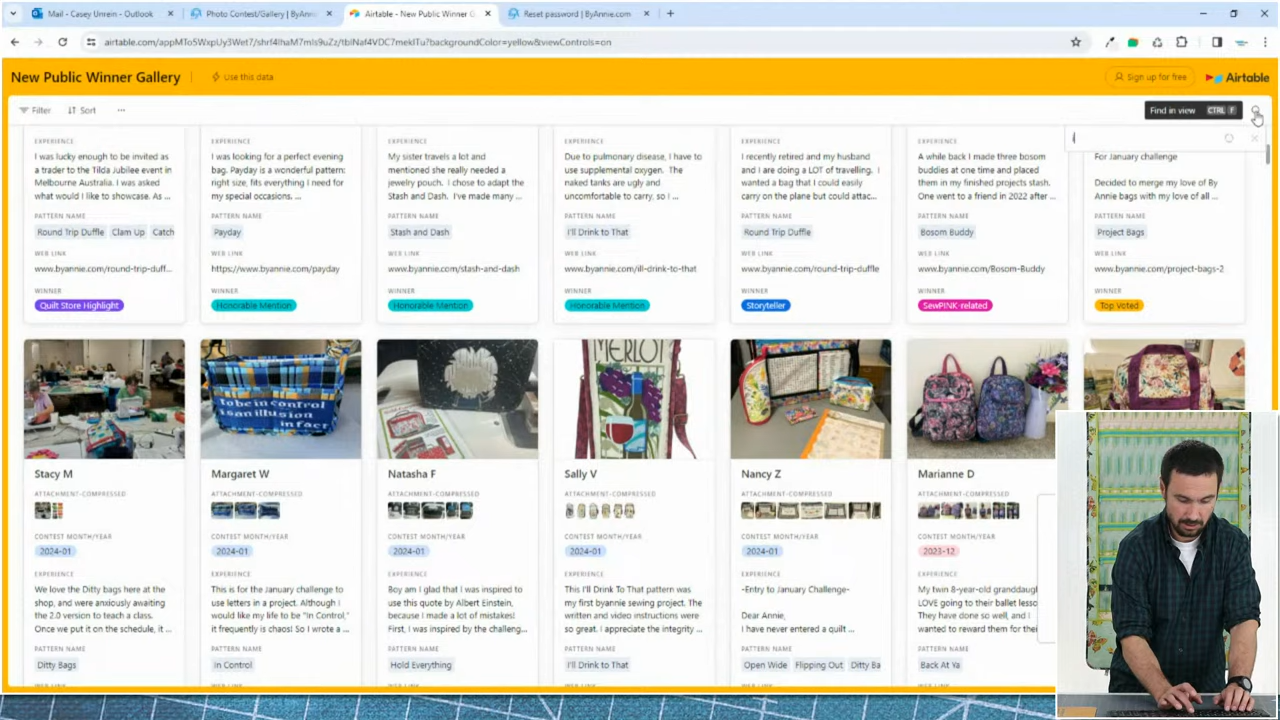 Mail - Casey Unrein - Outlook
Photo Contest/Gallery | ByAnnie
Airtable - New Public Winner G
Reset password | ByAnnie.com
airtable.com/appMTo5WxpUy3Wet7/shrf4lhaM7mIs9uZz/tblNaf4VDC7mekITu?backgroundColor=yellow&viewControls=on
New Public Winner Gallery
Use this data
Sign up for free
Airtable
Filter
Sort
Find in view CTRL F
EXPERIENCE EXPERIENCE EXPERIENCE EXPERIENCE EXPERIENCE EXPERIENCE
I was lucky enough to be invited as I was looking for a perfect evening My sister travels a lot and Due to pulmonary disease, I have to I recently retired and my husband A while back I made three bosom For January challenge
a trader to the Tilda Jubilee event in bag. Payday is a wonderful pattern: mentioned she really needed a use supplemental oxygen. The and I are doing a LOT of travelling. I buddies at one time and placed
Melbourne Australia. I was asked right size, fits everything I need for jewelry pouch. I chose to adapt the naked tanks are ugly and wanted a bag that I could easily them in my finished projects stash. Decided to merge my love of By
what would I like to showcase. As ... my special occasions, ... Stash and Dash. I've made many ... uncomfortable to carry, so I ... carry on the plane but could attac... One went to a friend in 2022 after ... Annie bags with my love of all ...
PATTERN NAME PATTERN NAME PATTERN NAME PATTERN NAME PATTERN NAME PATTERN NAME PATTERN NAME
Round Trip Duffle Clam Up Catch Payday Stash and Dash I'll Drink to That Round Trip Duffle Bosom Buddy Project Bags
WEB LINK WEB LINK WEB LINK WEB LINK WEB LINK WEB LINK WEB LINK
www.byannie.com/round-trip-duff... https://www.byannie.com/payday www.byannie.com/stash-and-dash www.byannie.com/ill-drink-to-that www.byannie.com/round-trip-duffle www.byannie.com/Bosom-Buddy www.byannie.com/project-bags-2
WINNER WINNER WINNER WINNER WINNER WINNER WINNER
Quilt Store Highlight Honorable Mention Honorable Mention Honorable Mention Storyteller SewPINK-related Top Voted
to be in control
is an illusion
in fact
MERLOT
Stacy M Margaret W Natasha F Sally V Nancy Z Marianne D
ATTACHMENT-COMPRESSED ATTACHMENT-COMPRESSED ATTACHMENT-COMPRESSED ATTACHMENT-COMPRESSED ATTACHMENT-COMPRESSED ATTACHMENT-COMPRESSED
CONTEST MONTH/YEAR CONTEST MONTH/YEAR CONTEST MONTH/YEAR CONTEST MONTH/YEAR CONTEST MONTH/YEAR CONTEST MONTH/YEAR
2024-01 2024-01 2024-01 2024-01 2024-01 2023-12
EXPERIENCE EXPERIENCE EXPERIENCE EXPERIENCE EXPERIENCE EXPERIENCE
We love the Ditty bags here at the This is for the January challenge to Boy am I glad that I was inspired to This I'll Drink To That pattern was -Entry to January Challenge- My twin 8-year-old granddau
shop, and were anxiously awaiting use letters in a project. Although I use this quote by Albert Einstein, my first byannie sewing project. The LOVE going to their ballet less
the 2.0 version to teach a class. would like my life to be "In Control," because I made a lot of mistakes! written and video instructions were Dear Annie, They have done so well, and I
Once we put it on the schedule, it ... it frequently is chaos! So I wrote a ... First, I was inspired by the challeng... so great. I appreciate the integrity ... I have never entered a quilt ... wanted to reward them for thei
PATTERN NAME PATTERN NAME PATTERN NAME PATTERN NAME PATTERN NAME PATTERN NAME
Ditty Bags In Control Hold Everything I'll Drink to That Open Wide Flipping Out Ditty Ba Back At Ya